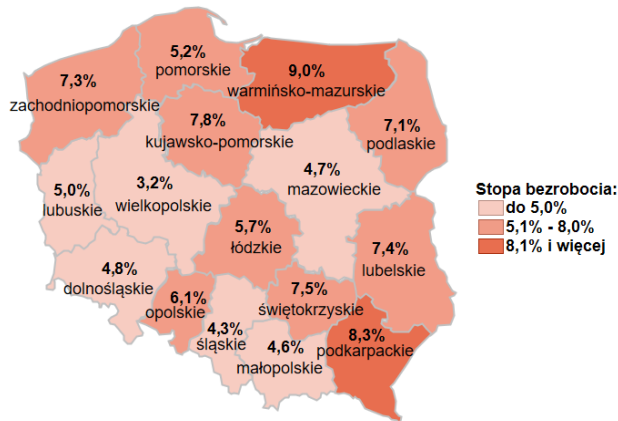 5,2%
pomorskie
9,0%
warmińsko-mazurskie
7,3%
zachodniopomorskie
7,8%
kujawsko-pomorskie
7,1%
podlaskie
4,7%
mazowieckie
5,0%
lubuskie
3,2%
wielkopolskie
Stopa bezrobocia:
do 5,0%
5,1% - 8,0%
8,1% i więcej
5,7%
łódzkie
7,4%
lubelskie
4,8%
dolnośląskie
6,1%
opolskie
7,5%
świętokrzyskie
4,3%
śląskie
4,6%
małopolskie
8,3%
podkarpackie